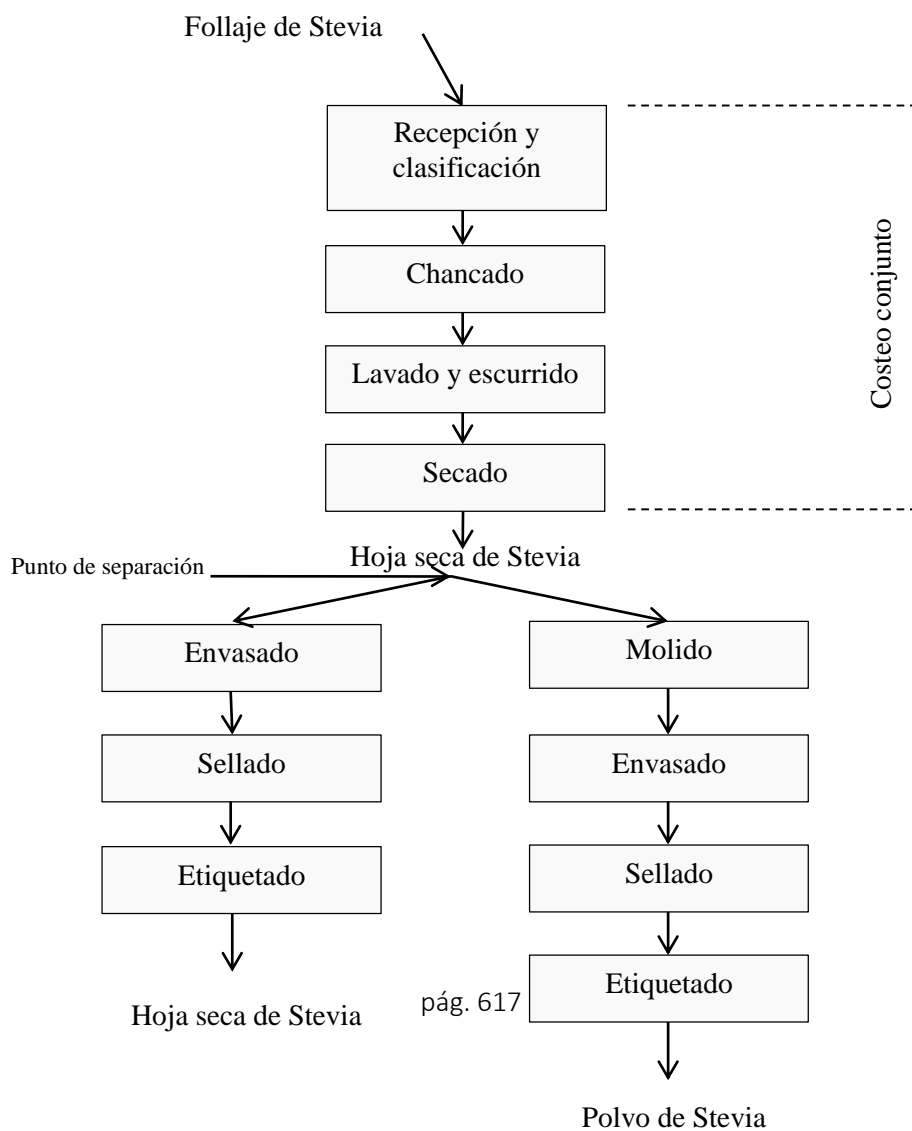 Follaje de Stevia
Recepción y
clasificación
Chancado
Lavado y escurrido
Secado
Costeo conjunto
Hoja seca de Stevia
Punto de separación
Envasado
Sellado
Etiquetado
Hoja seca de Stevia
Molido
Envasado
Sellado
Etiquetado
Polvo de Stevia
pág. 617